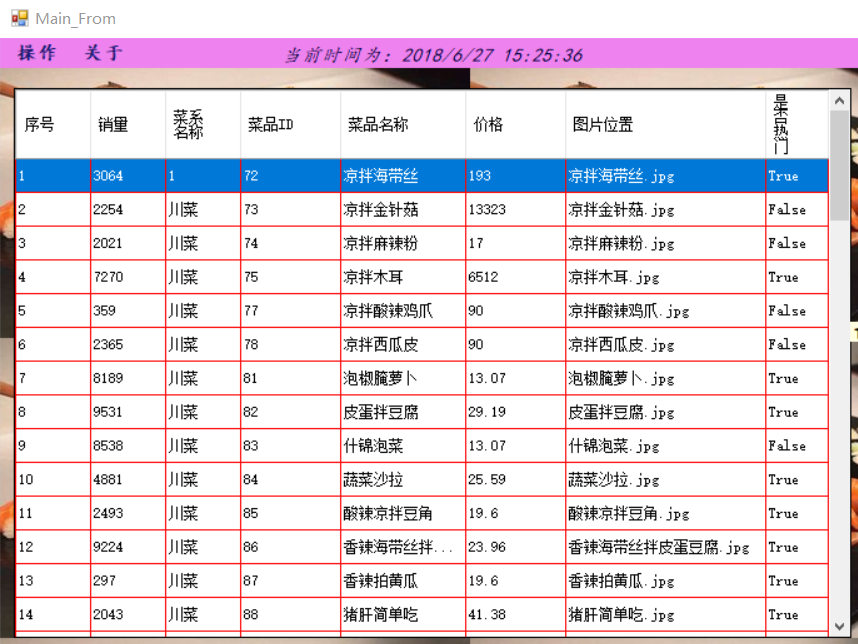 Main_From
操作 关于 当前时间为: 2018/6/27 15:25:36
序号 销量 菜系名称 菜品ID 菜品名称 价格 图片位置 是否热门
1 3064 1 72 凉拌海带丝 193 凉拌海带丝.jpg True
2 2254 川菜 73 凉拌金针菇 13323 凉拌金针菇.jpg False
3 2021 川菜 74 凉拌麻辣粉 17 凉拌麻辣粉.jpg False
4 7270 川菜 75 凉拌木耳 6512 凉拌木耳.jpg True
5 359 川菜 77 凉拌酸辣鸡爪 90 凉拌酸辣鸡爪.jpg False
6 2365 川菜 78 凉拌西瓜皮 90 凉拌西瓜皮.jpg False
7 8189 川菜 81 泡椒腌萝卜 13.07 泡椒腌萝卜.jpg True
8 9531 川菜 82 皮蛋拌豆腐 29.19 皮蛋拌豆腐.jpg True
9 8538 川菜 83 什锦泡菜 13.07 什锦泡菜.jpg False
10 4881 川菜 84 蔬菜沙拉 25.59 蔬菜沙拉.jpg True
11 2493 川菜 85 酸辣凉拌豆角 19.6 酸辣凉拌豆角.jpg True
12 9224 川菜 86 香辣海带丝拌... 23.96 香辣海带丝拌皮蛋豆腐.jpg True
13 297 川菜 87 香辣拍黄瓜 19.6 香辣拍黄瓜.jpg True
14 2043 川菜 88 猪肝简单吃 41.38 猪肝简单吃.jpg True